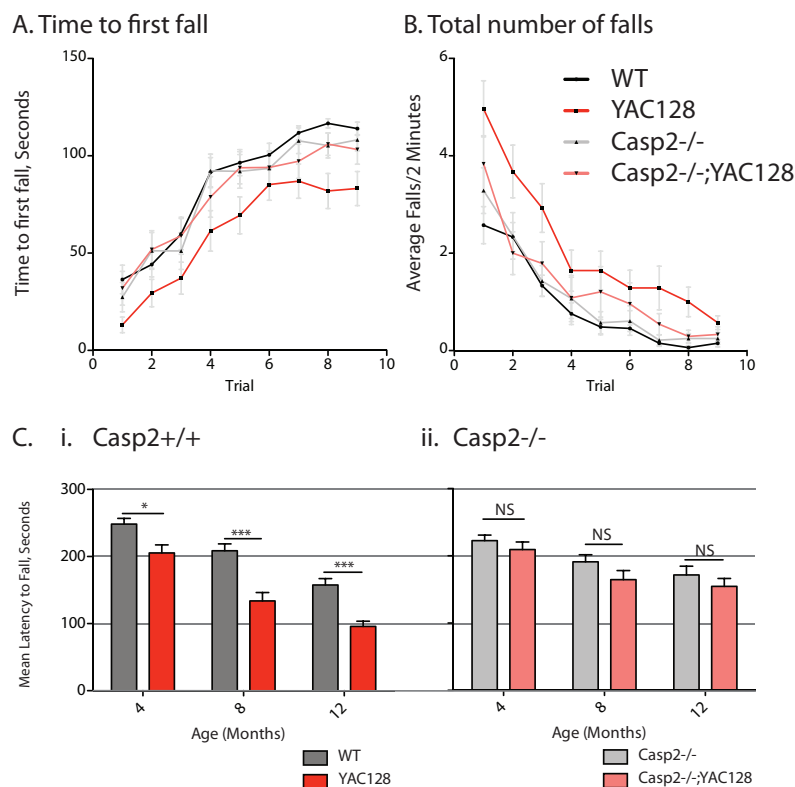 A. Time to first fall
B. Total number of falls
150
100
50
0
Time to first fall, Seconds
0 2 4 6 8 10
Trial
6
4
2
0
Average Falls/2 Minutes
0 2 4 6 8 10
Trial
WT
YAC128
Casp2-/-
Casp2-/-;YAC128
C. i. Casp2+/+
ii. Casp2-/-
300
200
100
0
Mean Latency to Fall, Seconds
*
***
***
4 8 12
Age (Months)
WT
YAC128
NS
NS
NS
4 8 12
Age (Months)
Casp2-/-
Casp2-/-;YAC128